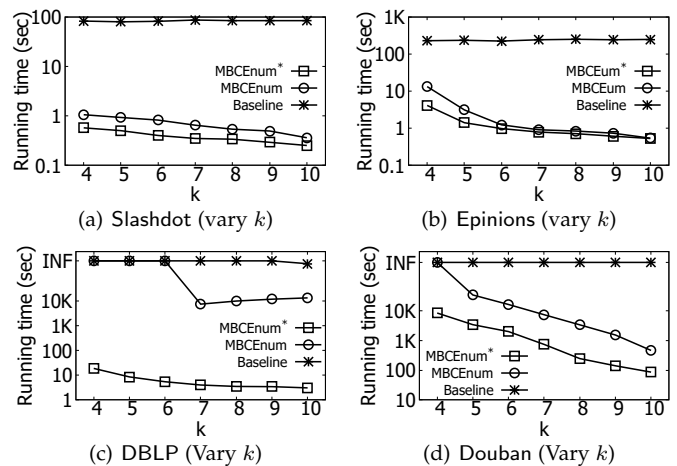 Running time (sec)
100
10
1
0.1
MBCEnum*
MBCEnum
Baseline
4 5 6 7 8 9 10
k
(a) Slashdot (vary k)
Running time (sec)
1K
100
10
1
0.1
MBCEnum*
MBCEum
Baseline
4 5 6 7 8 9 10
k
(b) Epinions (vary k)
Running time (sec)
INF
10K
1K
100
10
1
MBCEnum*
MBCEnum
Baseline
4 5 6 7 8 9 10
k
(c) DBLP (Vary k)
Running time (sec)
INF
10K
1K
100
10
MBCEnum*
MBCEnum
Baseline
4 5 6 7 8 9 10
k
(d) Douban (Vary k)